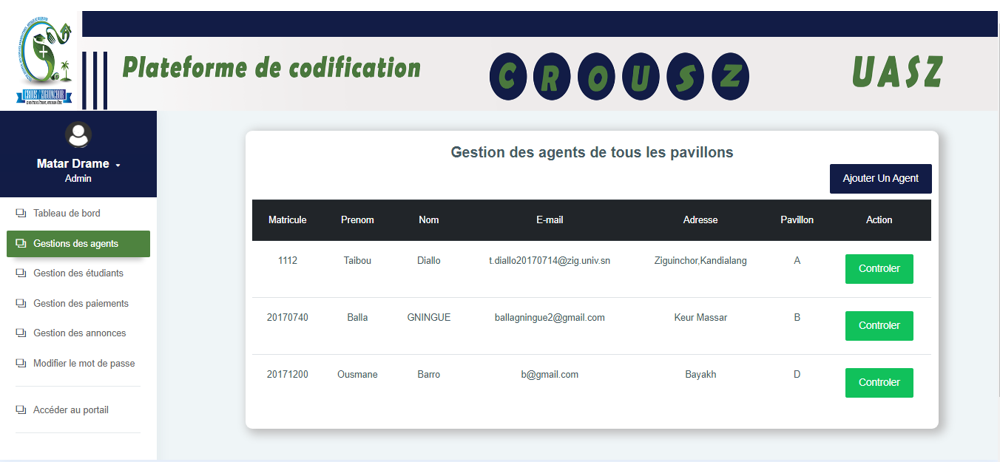 Plateforme de codification
CROUSZ
UASZ
Matar Drame
Admin
Tableau de bord
Gestions des agents
Gestion des étudiants
Gestion des paiements
Gestion des annonces
Modifier le mot de passe
Accéder au portail
Gestion des agents de tous les pavillons
Ajouter Un Agent
Matricule Prenom Nom E-mail Adresse Pavillon Action
1112 Taibou Diallo t.diallo20170714@zig.univ.sn Ziguinchor,Kandialang A Controler
20170740 Balla GNINGUE ballagningue2@gmail.com Keur Massar B Controler
20171200 Ousmane Barro b@gmail.com Bayakh D Controler